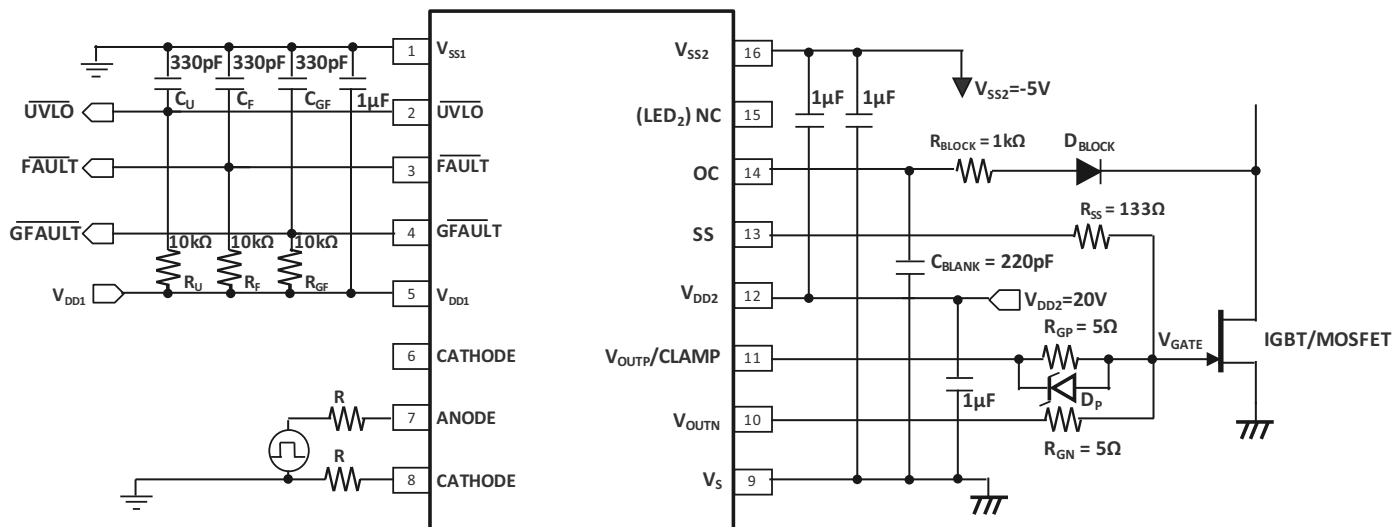 330pF 330pF 330pF
C_U C_F C_GF 1µF
UVLO
FAULT
GFAULT
10kΩ 10kΩ 10kΩ
R_U R_F R_GF
V_DD1
R
R
1 V_SS1
2 UVLO
3 FAULT
4 GFAULT
5 V_DD1
6 CATHODE
7 ANODE
8 CATHODE
V_SS2 16
(LED_2) NC 15
OC 14
SS 13
V_DD2 12
V_OUTP/CLAMP 11
V_OUTN 10
V_S 9
V_SS2=-5V
1µF 1µF
R_BLOCK = 1kΩ D_BLOCK
R_SS = 133Ω
C_BLANK = 220pF
V_DD2=20V
R_GP = 5Ω
V_GATE
IGBT/MOSFET
D_P
1µF
R_GN = 5Ω